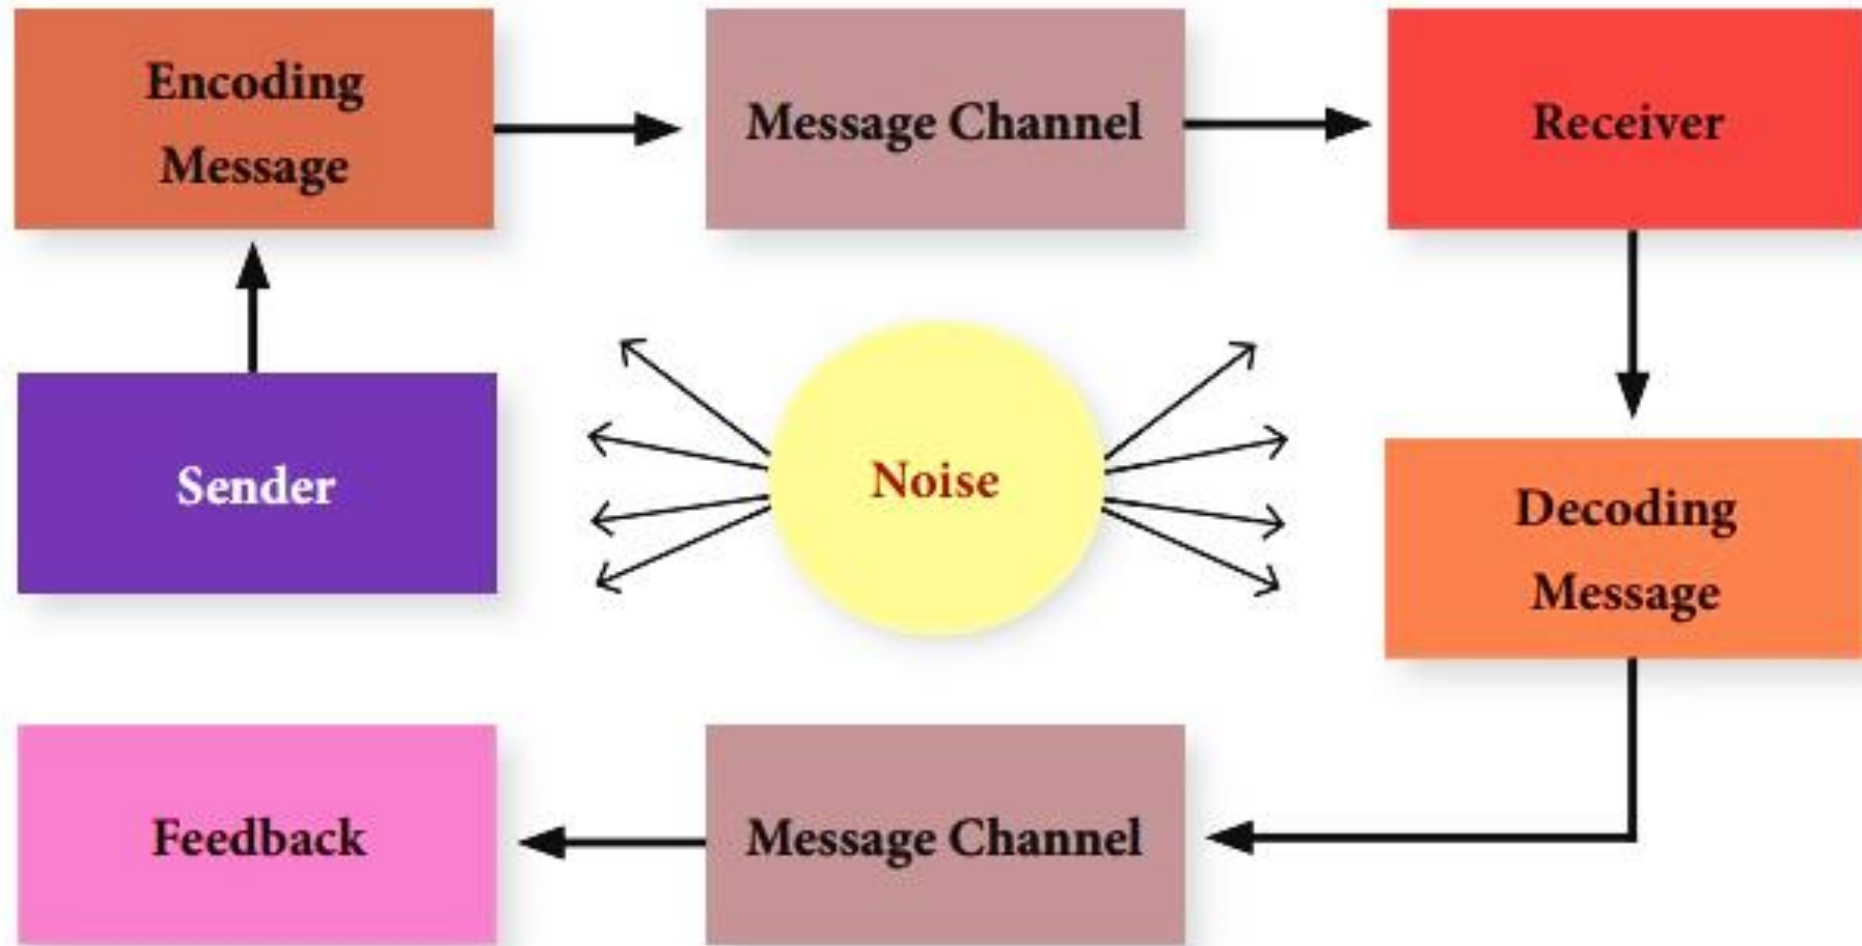 Encoding
Message
Message Channel
Receiver
Sender
Noise
Decoding
Message
Feedback
Message Channel